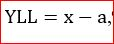 YLL = x − a,